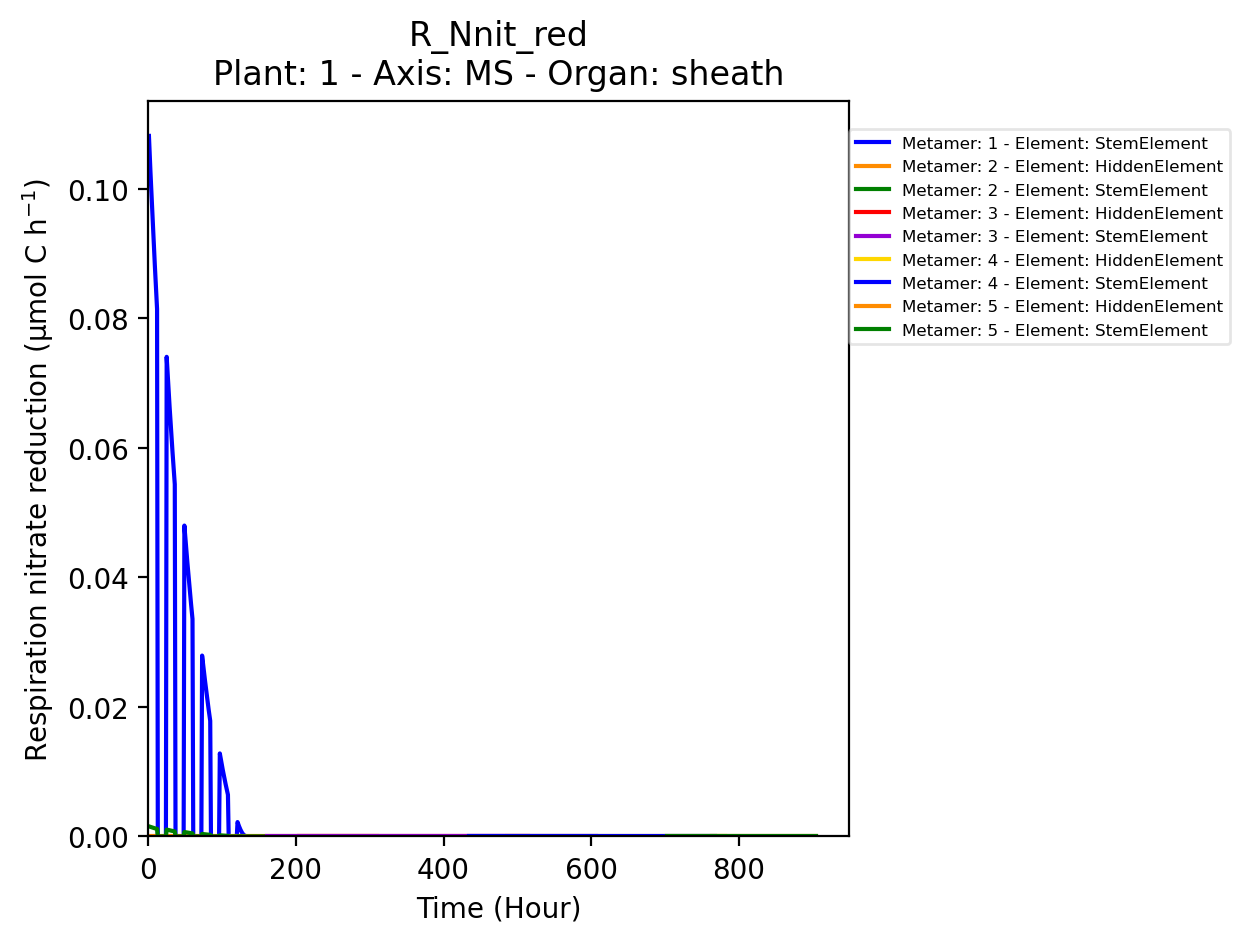 R_Nnit_red
Plant: 1 - Axis: MS - Organ: sheath
Respiration nitrate reduction (µmol C h⁻¹)
0.10
0.08
0.06
0.04
0.02
0.00
0 200 400 600 800
Time (Hour)
Metamer: 1 - Element: StemElement
Metamer: 2 - Element: HiddenElement
Metamer: 2 - Element: StemElement
Metamer: 3 - Element: HiddenElement
Metamer: 3 - Element: StemElement
Metamer: 4 - Element: HiddenElement
Metamer: 4 - Element: StemElement
Metamer: 5 - Element: HiddenElement
Metamer: 5 - Element: StemElement